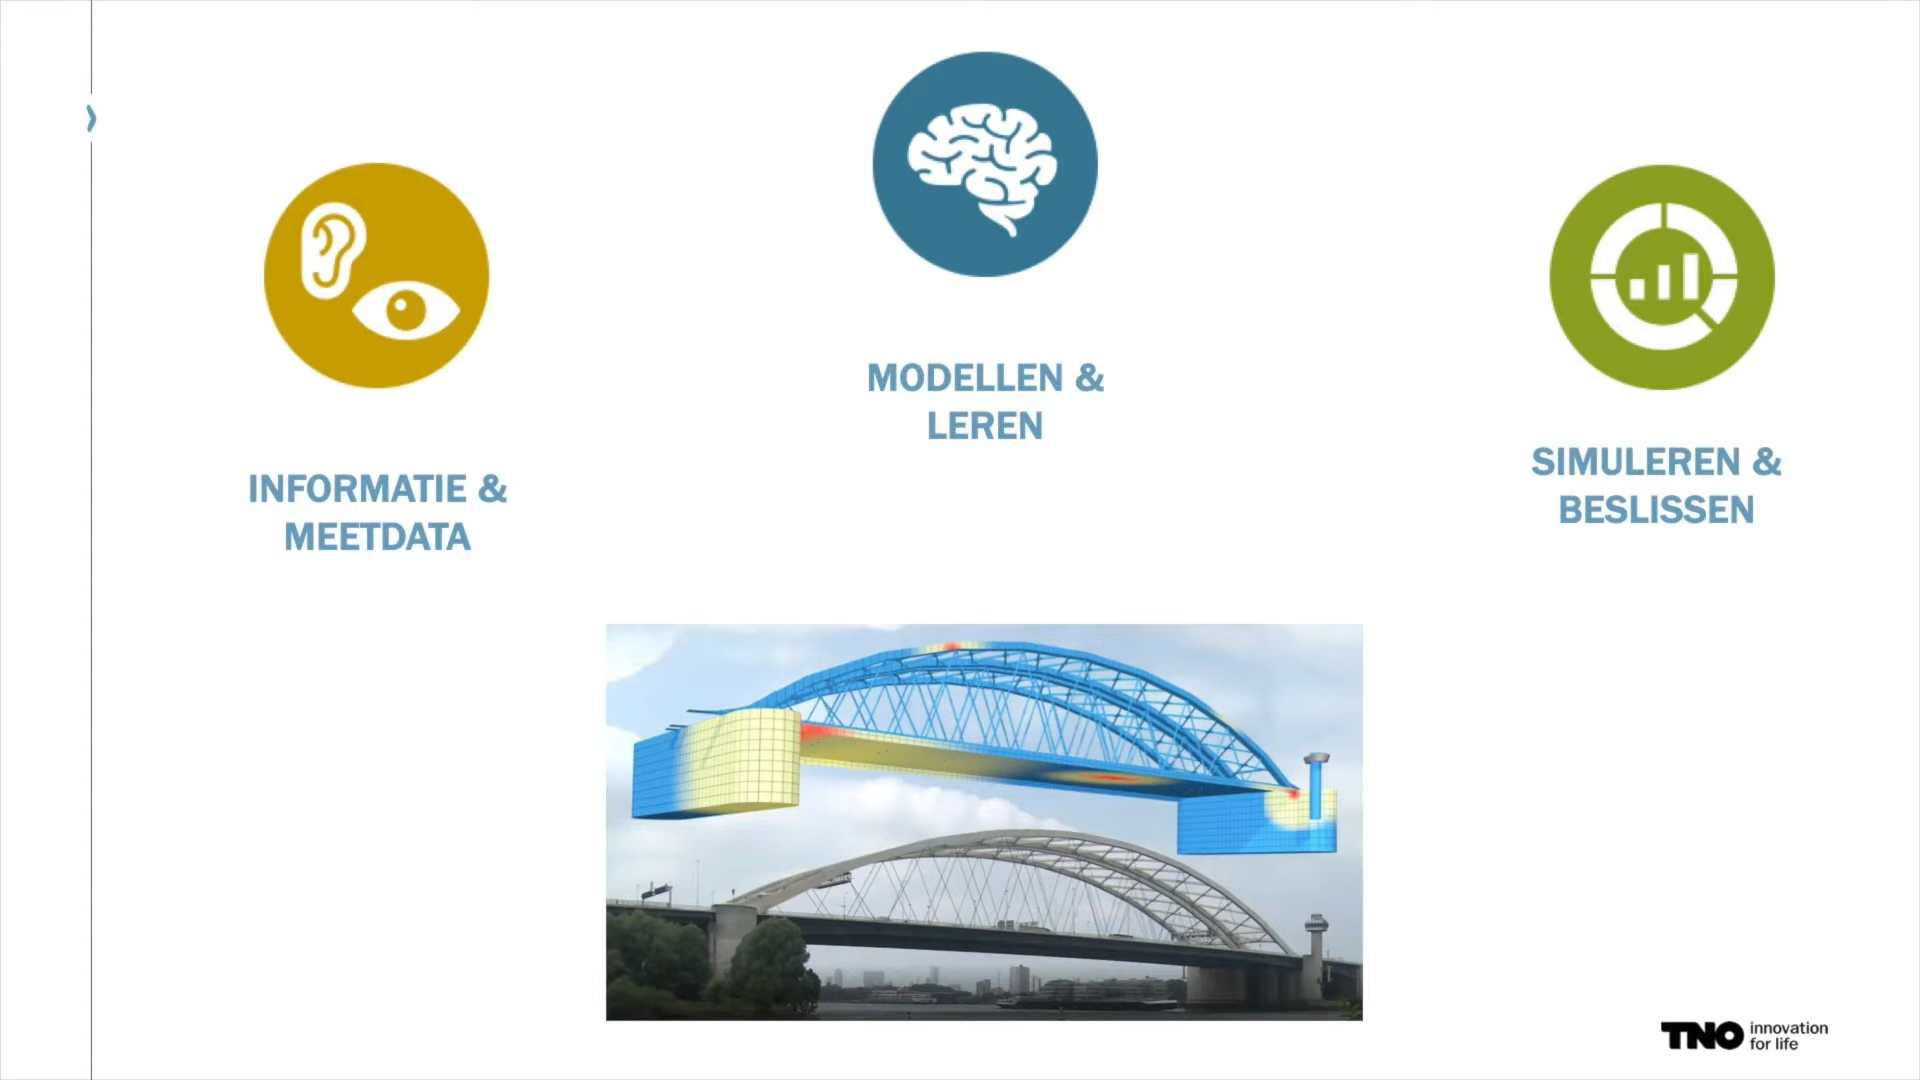 MODELLEN &
LEREN
INFORMATIE &
MEETDATA
SIMULEREN &
BESLISSEN
TNO innovation
for life